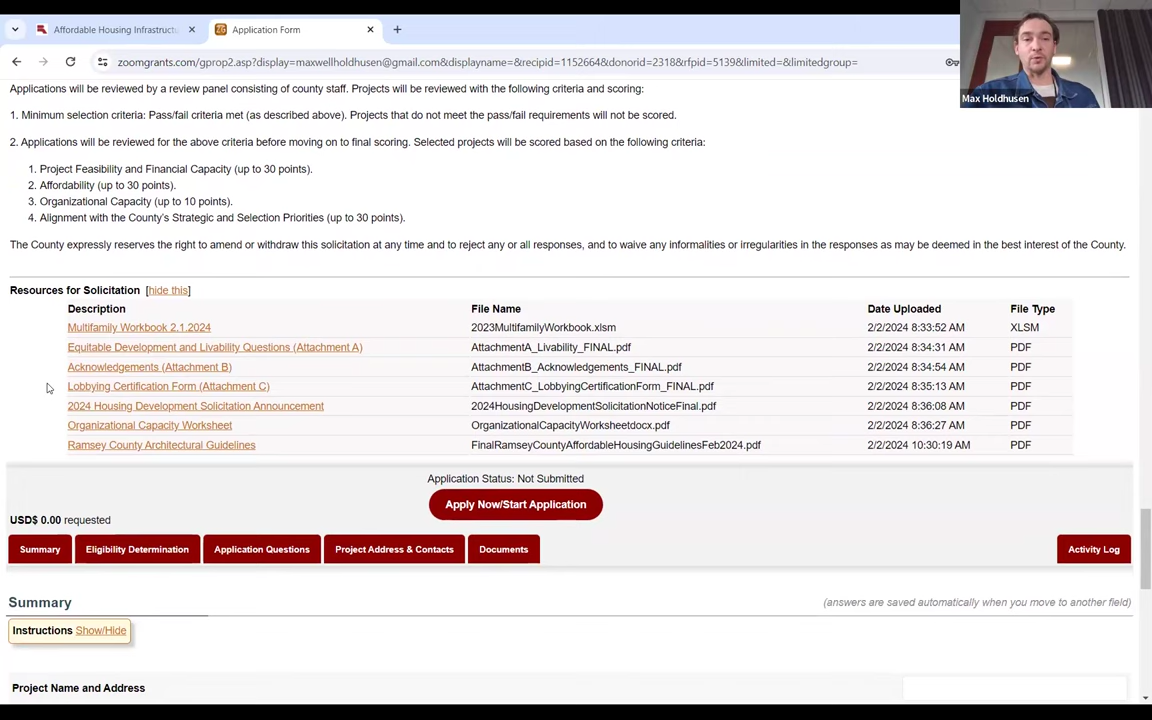 Affordable Housing Infrastructu
Application Form
zoomgrants.com/gprop2.asp?display=maxwellholdhusen@gmail.com&displayname=&recipid=1152664&donorid=2318&rfpid=5139&limited=&limitedgroup=
Max Holdhusen
Applications will be reviewed by a review panel consisting of county staff. Projects will be reviewed with the following criteria and scoring:
1. Minimum selection criteria: Pass/fail criteria met (as described above). Projects that do not meet the pass/fail requirements will not be scored.
2. Applications will be reviewed for the above criteria before moving on to final scoring. Selected projects will be scored based on the following criteria:
1. Project Feasibility and Financial Capacity (up to 30 points).
2. Affordability (up to 30 points).
3. Organizational Capacity (up to 10 points).
4. Alignment with the County's Strategic and Selection Priorities (up to 30 points).
The County expressly reserves the right to amend or withdraw this solicitation at any time and to reject any or all responses, and to waive any informalities or irregularities in the responses as may be deemed in the best interest of the County.
Resources for Solicitation [hide this]
Description File Name Date Uploaded File Type
Multifamily Workbook 2.1.2024 2023MultifamilyWorkbook.xlsm 2/2/2024 8:33:52 AM XLSM
Equitable Development and Livability Questions (Attachment A) AttachmentA_Livability_FINAL.pdf 2/2/2024 8:34:31 AM PDF
Acknowledgements (Attachment B) AttachmentB_Acknowledgements_FINAL.pdf 2/2/2024 8:34:54 AM PDF
Lobbying Certification Form (Attachment C) AttachmentC_LobbyingCertificationForm_FINAL.pdf 2/2/2024 8:35:13 AM PDF
2024 Housing Development Solicitation Announcement 2024HousingDevelopmentSolicitationNoticeFinal.pdf 2/2/2024 8:36:08 AM PDF
Organizational Capacity Worksheet OrganizationalCapacityWorksheetdocx.pdf 2/2/2024 8:36:27 AM PDF
Ramsey County Architectural Guidelines FinalRamseyCountyAffordableHousingGuidelinesFeb2024.pdf 2/2/2024 10:30:19 AM PDF
Application Status: Not Submitted
Apply Now/Start Application
USD$ 0.00 requested
Summary Eligibility Determination Application Questions Project Address & Contacts Documents Activity Log
Summary (answers are saved automatically when you move to another field)
Instructions Show/Hide
Project Name and Address